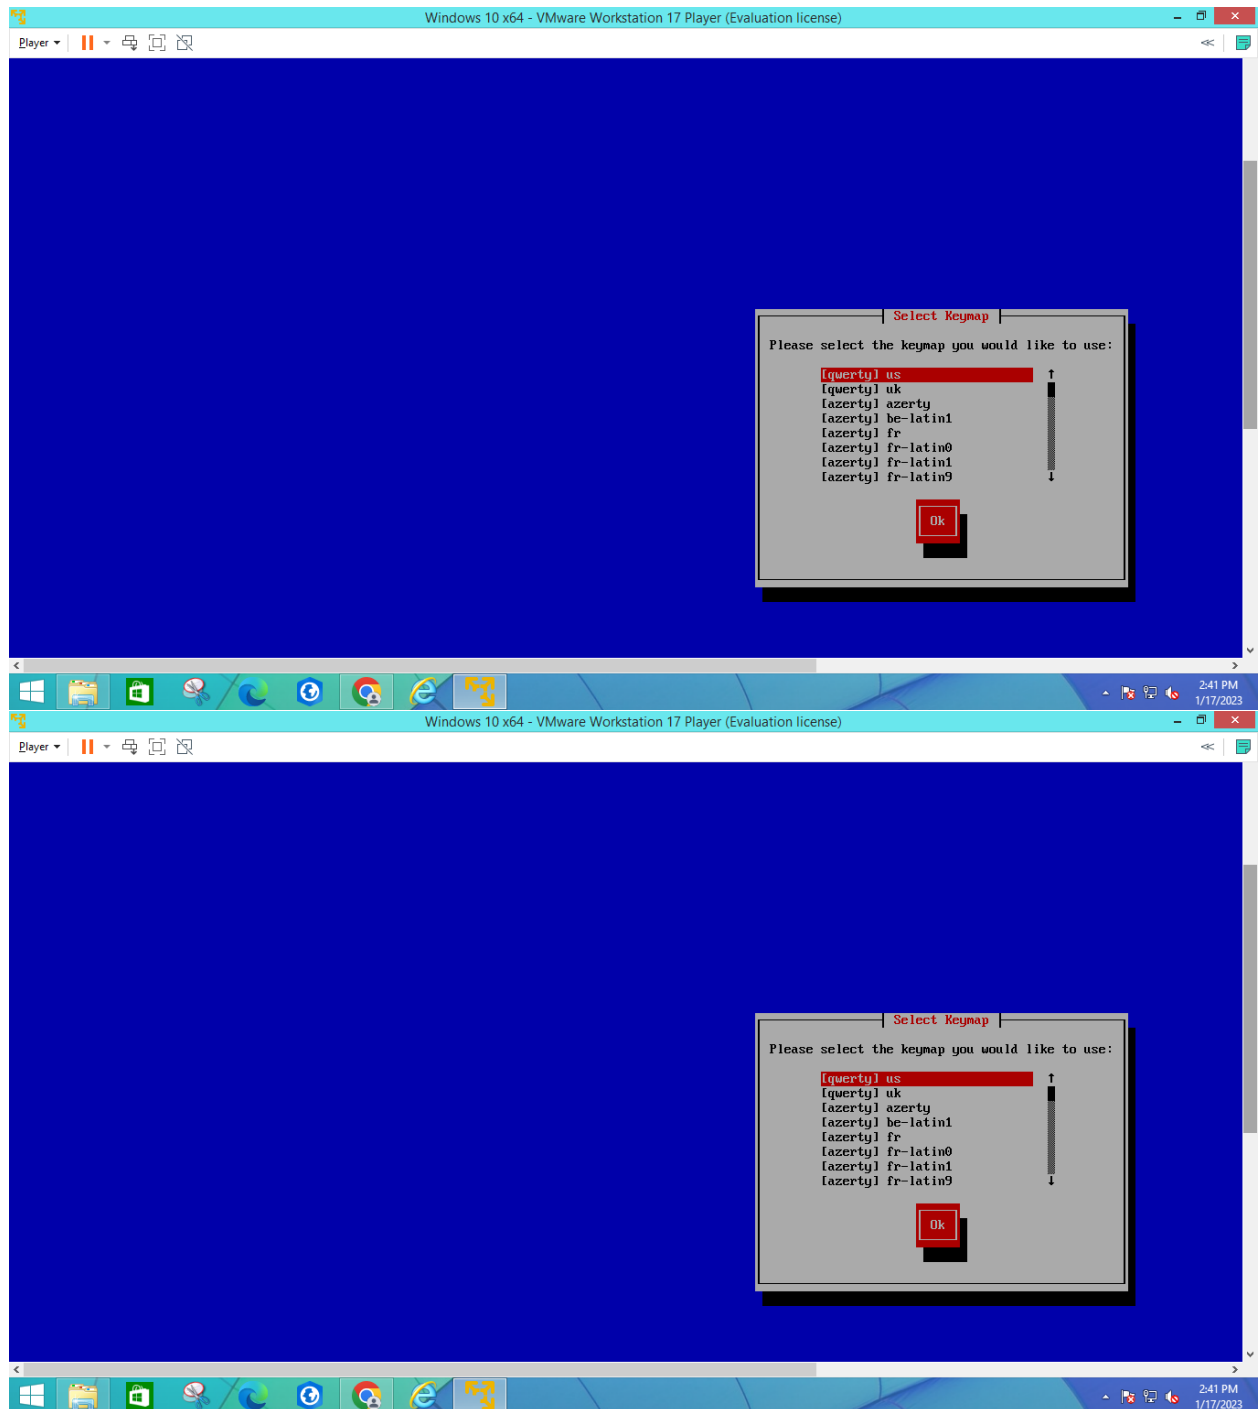 Windows 10 x64 - VMware Workstation 17 Player (Evaluation license)
Player
Select Keymap
Please select the keymap you would like to use:
[qwerty] us
[qwerty] uk
[azerty] azerty
[azerty] be-latin1
[azerty] fr
[azerty] fr-latin0
[azerty] fr-latin1
[azerty] fr-latin9
Ok
2:41 PM
1/17/2023
Windows 10 x64 - VMware Workstation 17 Player (Evaluation license)
Player
Select Keymap
Please select the keymap you would like to use:
[qwerty] us
[qwerty] uk
[azerty] azerty
[azerty] be-latin1
[azerty] fr
[azerty] fr-latin0
[azerty] fr-latin1
[azerty] fr-latin9
Ok
2:41 PM
1/17/2023